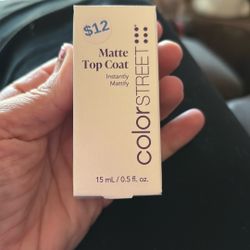 $12
Matte
Top Coat
Instantly
Mattify
colorSTREET
15 mL / 0.5 fl. oz.